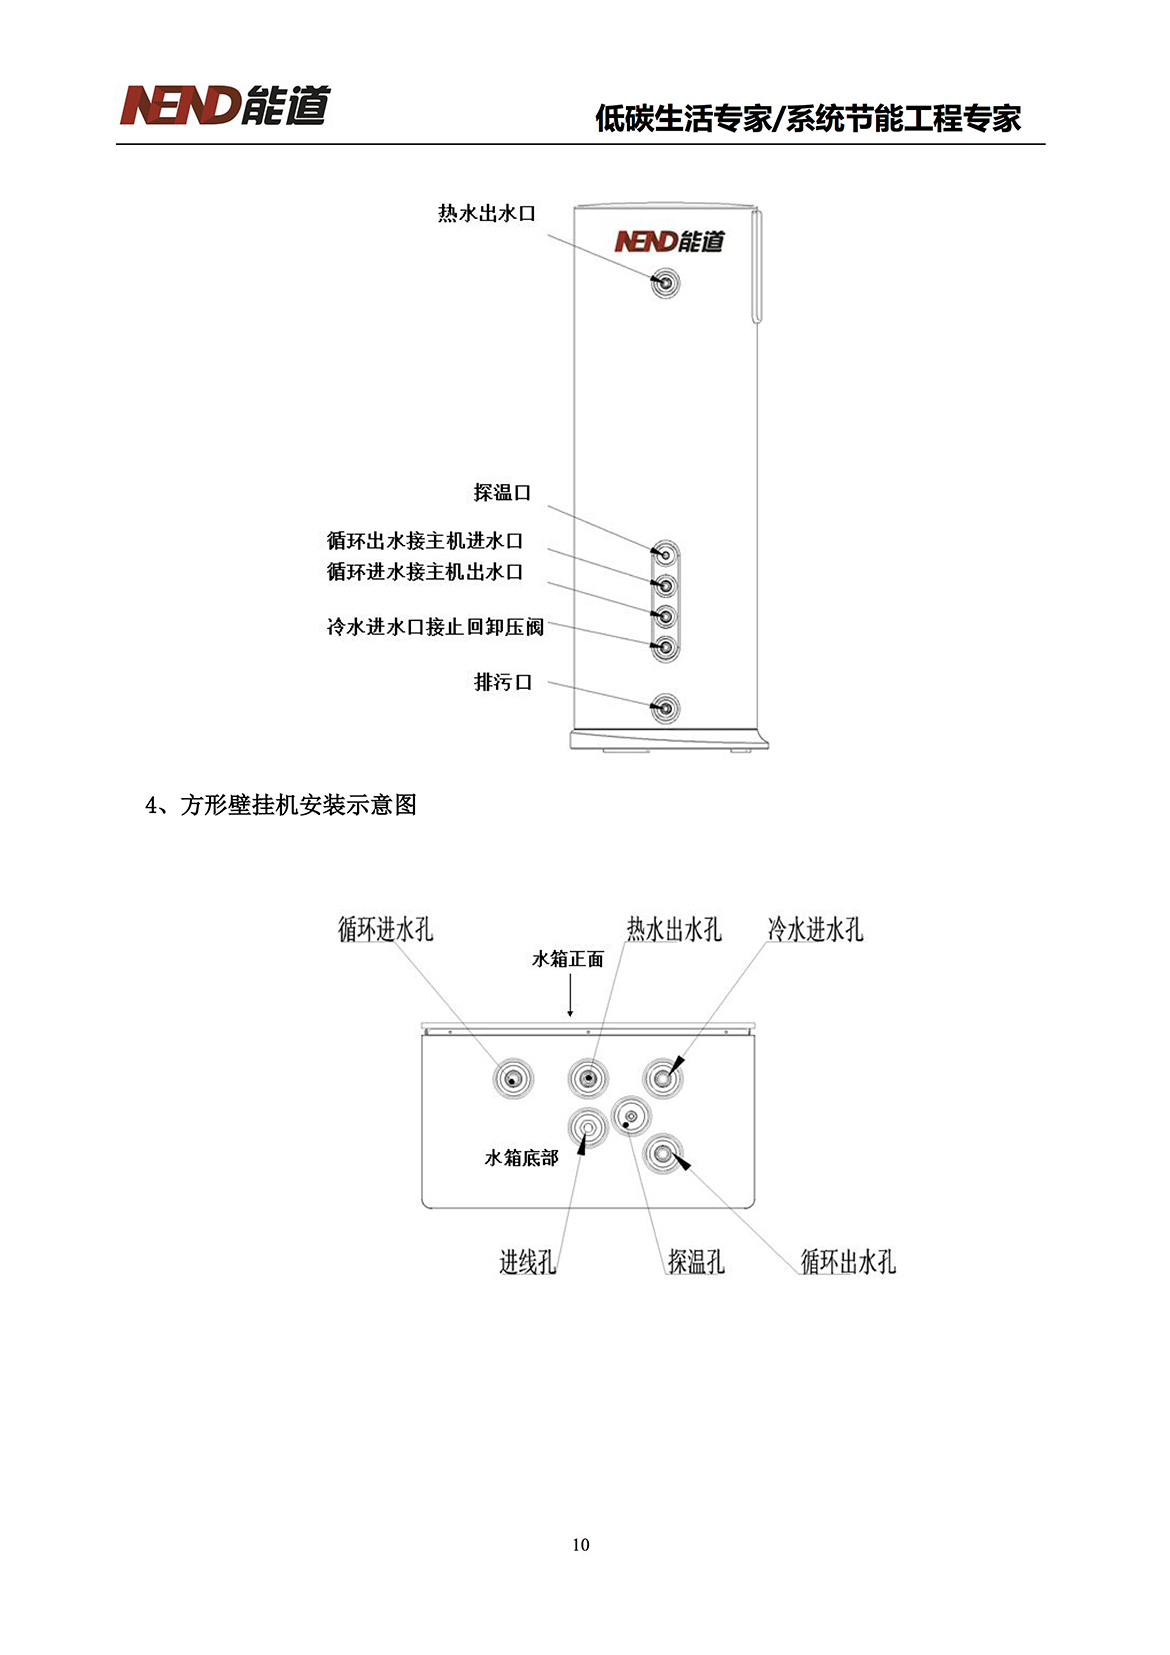 NEND能道
低碳生活专家/系统节能工程专家
热水出水口
NEND能道
探温口
循环出水接主机进水口
循环进水接主机出水口
冷水进水口接止回卸压阀
排污口
4、方形壁挂机安装示意图
循环进水孔
热水出水孔
冷水进水孔
水箱正面
水箱底部
进线孔
探温孔
循环出水孔
10